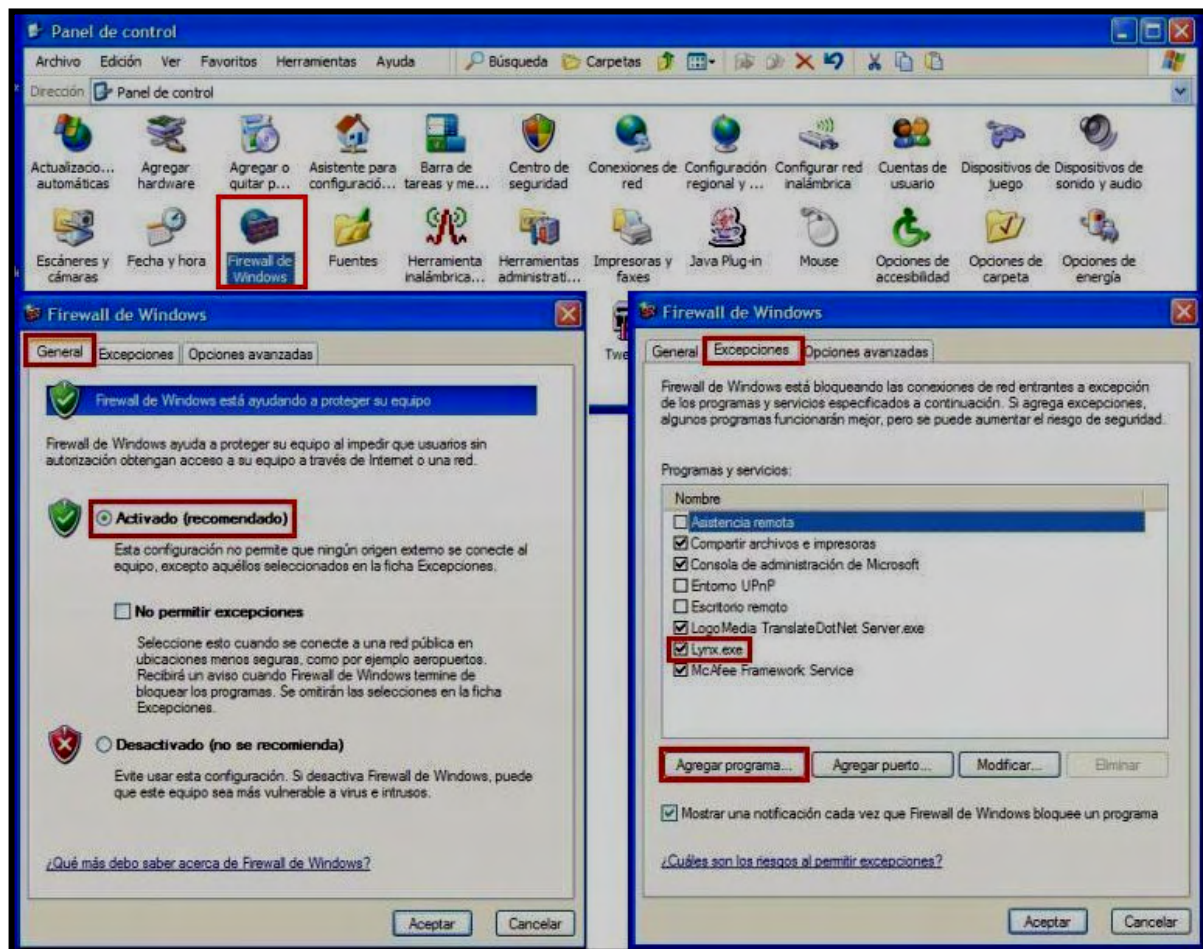 Panel de control
Archivo Edición Ver Favoritos Herramientas Ayuda Búsqueda Carpetas
Dirección Panel de control
Actualizacio... automáticas
Agregar hardware
Agregar o quitar p...
Asistente para configuració...
Barra de tareas y me...
Centro de seguridad
Conexiones de red
Configuración regional y ...
Configurar red inalámbrica
Cuentas de usuario
Dispositivos de juego
Dispositivos de sonido y audio
Escáneres y cámaras
Fecha y hora
Firewall de Windows
Fuentes
Herramienta inalámbrica...
Herramientas administrati...
Impresoras y faxes
Java Plug-in
Mouse
Opciones de accesibilidad
Opciones de carpeta
Opciones de energía
Firewall de Windows
General Excepciones Opciones avanzadas
Firewall de Windows está ayudando a proteger su equipo
Firewall de Windows ayuda a proteger su equipo al impedir que usuarios sin
autorización obtengan acceso a su equipo a través de Internet o una red.
Activado (recomendado)
Esta configuración no permite que ningún origen externo se conecte al
equipo, excepto aquéllos seleccionados en la ficha Excepciones.
No permitir excepciones
Seleccione esto cuando se conecte a una red pública en
ubicaciones menos seguras, como por ejemplo aeropuertos.
Recibirá un aviso cuando Firewall de Windows termine de
bloquear los programas. Se omitirán las selecciones en la ficha
Excepciones.
Desactivado (no se recomienda)
Evite usar esta configuración. Si desactiva Firewall de Windows, puede
que este equipo sea más vulnerable a virus e intrusos.
¿Qué más debo saber acerca de Firewall de Windows?
Aceptar Cancelar
Firewall de Windows
General Excepciones Opciones avanzadas
Firewall de Windows está bloqueando las conexiones de red entrantes a excepción
de los programas y servicios especificados a continuación. Si agrega excepciones,
algunos programas funcionarán mejor, pero se puede aumentar el riesgo de seguridad.
Programas y servicios:
Nombre
Asistencia remota
Compartir archivos e impresoras
Consola de administración de Microsoft
Entorno UPnP
Escritorio remoto
LogoMedia TranslateDotNet Server.exe
Lynx.exe
McAfee Framework Service
Agregar programa... Agregar puerto... Modificar... Eliminar
Mostrar una notificación cada vez que Firewall de Windows bloquee un programa
¿Cuáles son los riesgos al permitir excepciones?
Aceptar Cancelar